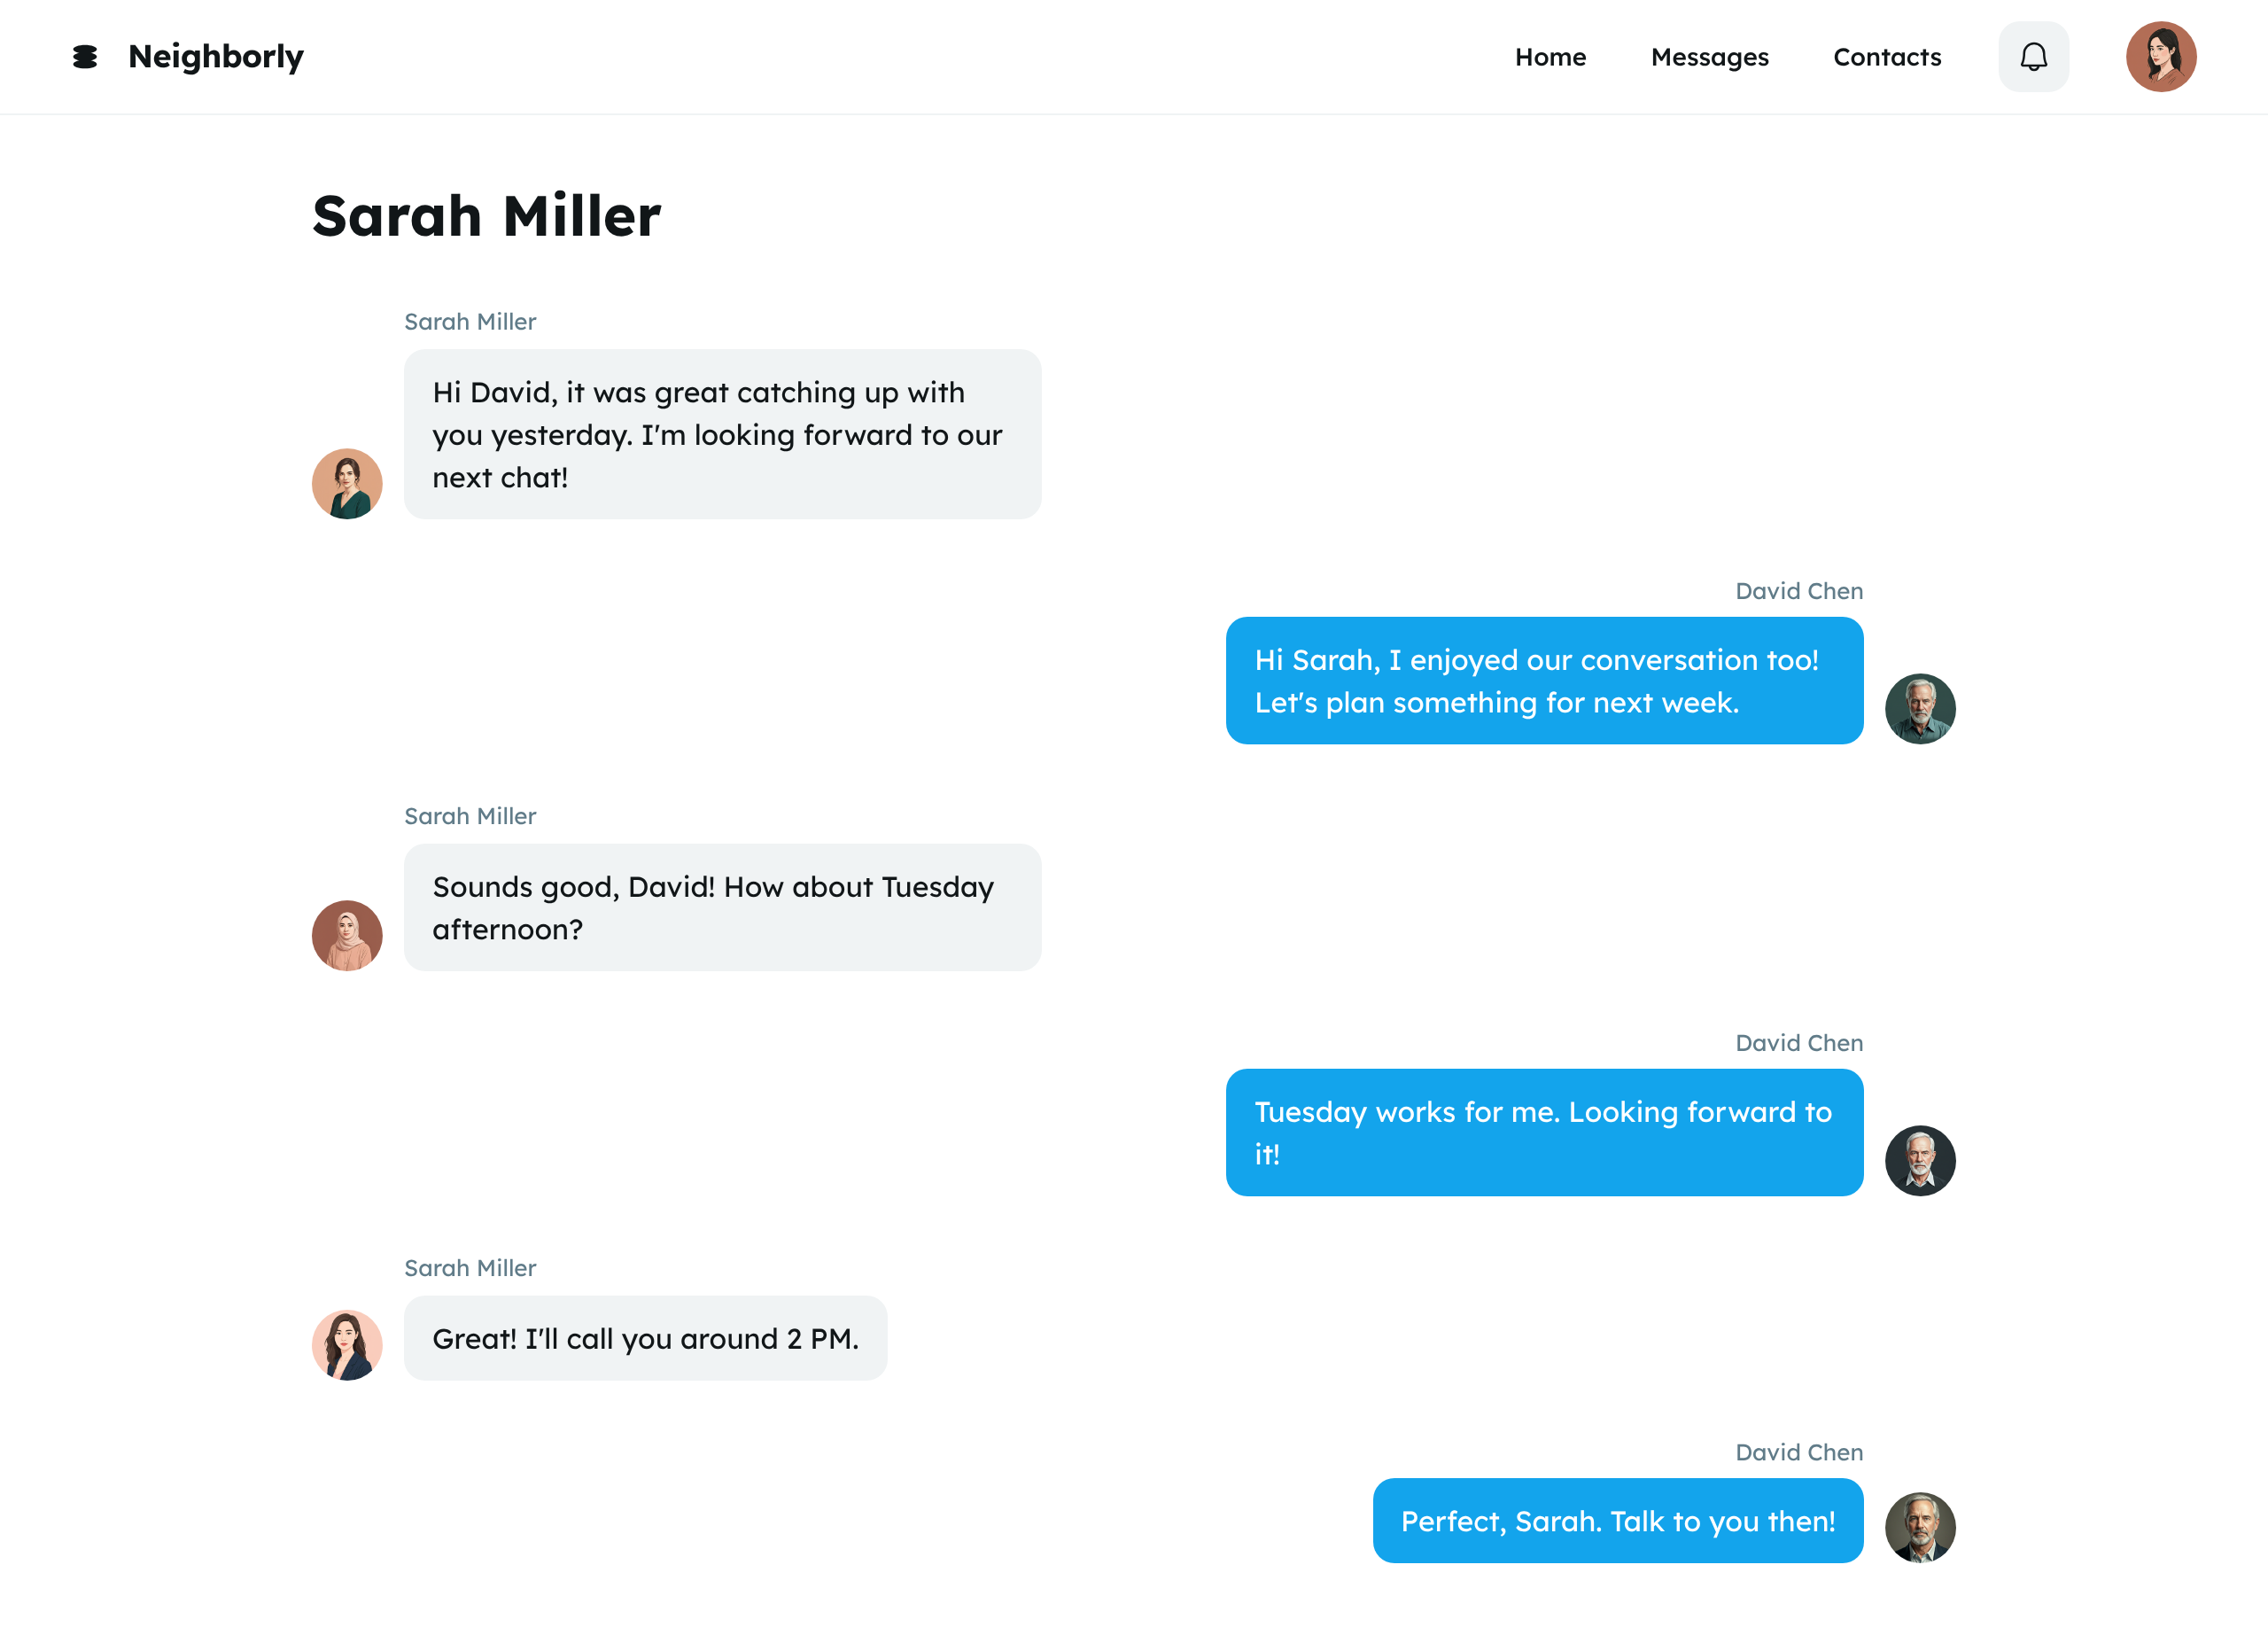 Neighborly
Home
Messages
Contacts
Sarah Miller
Sarah Miller
Hi David, it was great catching up with
you yesterday. I'm looking forward to our
next chat!
David Chen
Hi Sarah, I enjoyed our conversation too!
Let's plan something for next week.
Sarah Miller
Sounds good, David! How about Tuesday
afternoon?
David Chen
Tuesday works for me. Looking forward to
it!
Sarah Miller
Great! I'll call you around 2 PM.
David Chen
Perfect, Sarah. Talk to you then!